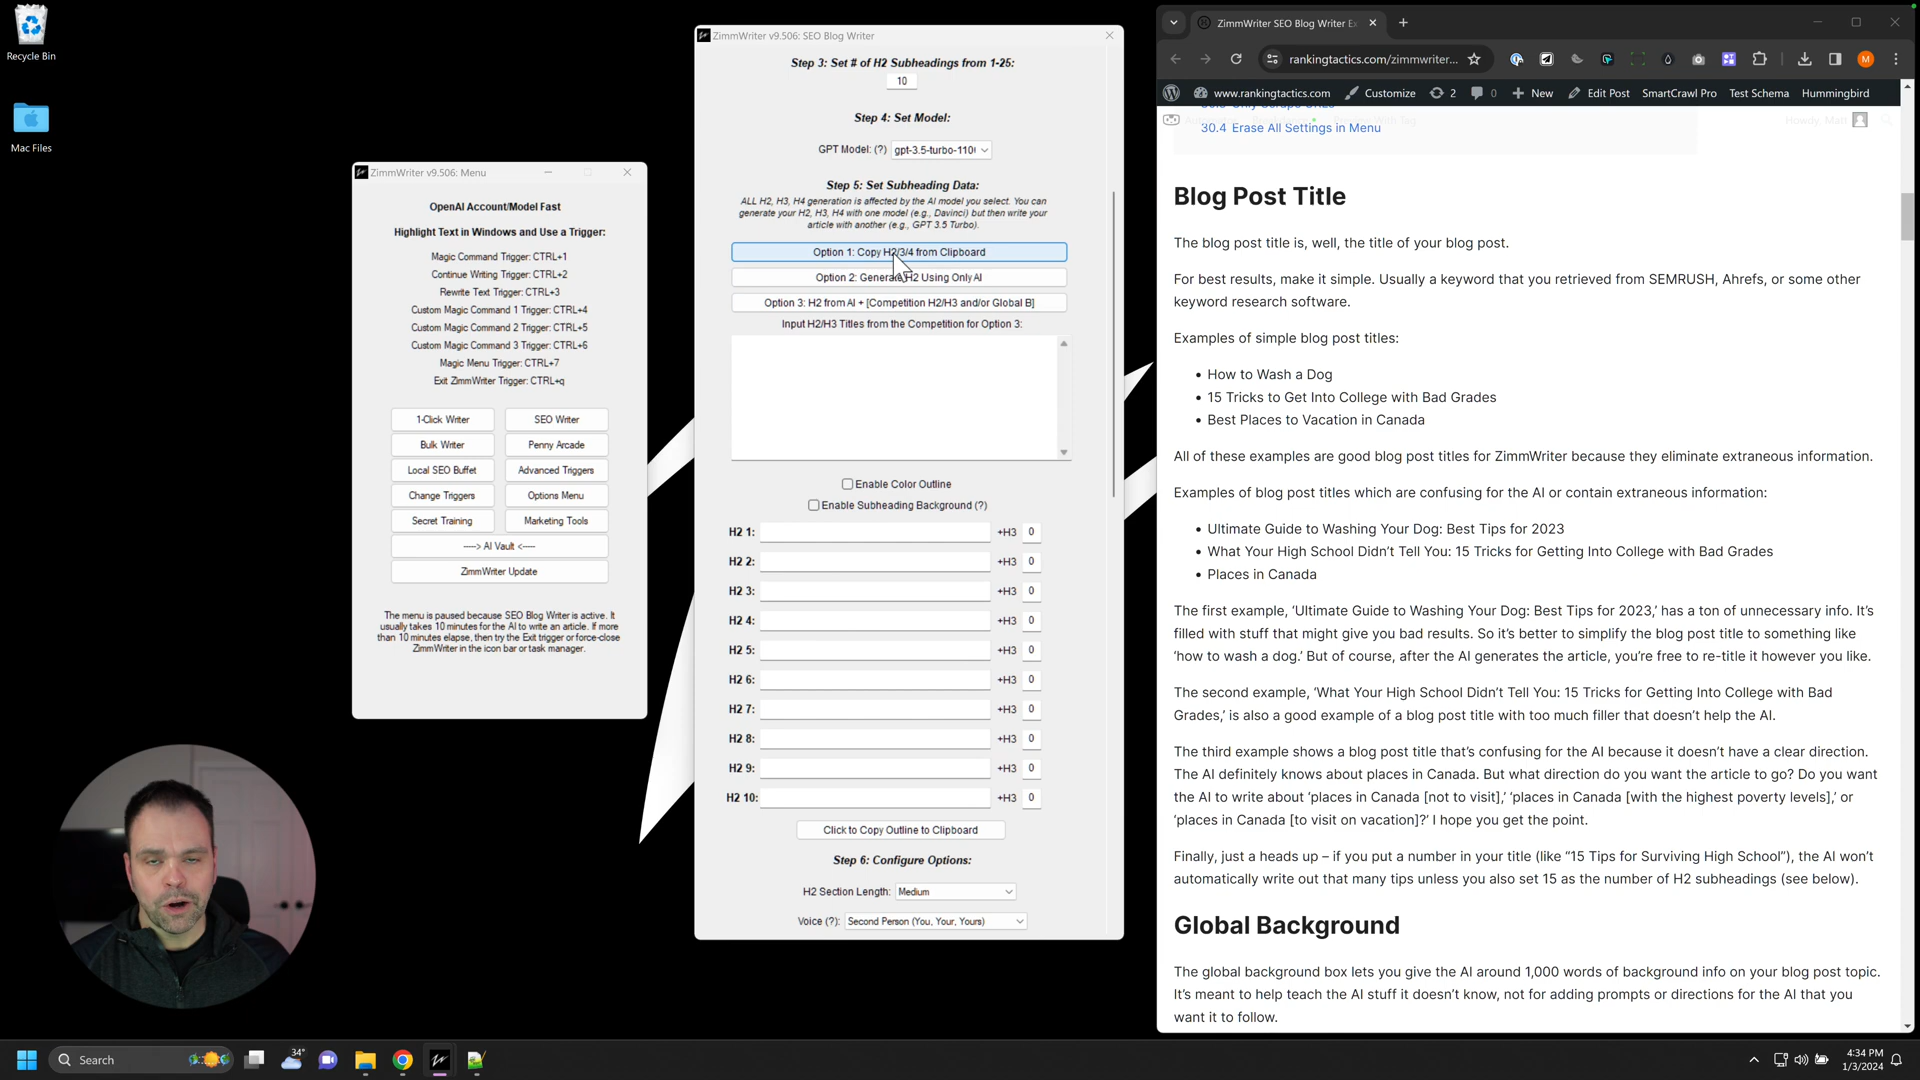 Recycle Bin
Mac Files
ZimmWriter v9.506: Menu
OpenAI Account/Model Fast
Highlight Text in Windows and Use a Trigger:
Magic Command Trigger: CTRL+1
Continue Writing Trigger: CTRL+2
Rewrite Text Trigger: CTRL+3
Custom Magic Command 1 Trigger: CTRL+4
Custom Magic Command 2 Trigger: CTRL+5
Custom Magic Command 3 Trigger: CTRL+6
Magic Menu Trigger: CTRL+7
Exit ZimmWriter Trigger: CTRL+q
1-Click Writer
SEO Writer
Bulk Writer
Penny Arcade
Local SEO Buffet
Advanced Triggers
Change Triggers
Options Menu
Secret Training
Marketing Tools
----> AI Vault <----
ZimmWriter Update
The menu is paused because SEO Blog Writer is active. It
usually takes 10 minutes for the AI to write an article. If more
than 10 minutes elapse, then try the Exit trigger or force-close
ZimmWriter in the icon bar or task manager.
ZimmWriter v9.506: SEO Blog Writer
Step 3: Set # of H2 Subheadings from 1-25:
10
Step 4: Set Model:
GPT Model: (?) gpt-3.5-turbo-110
Step 5: Set Subheading Data:
ALL H2, H3, H4 generation is affected by the AI model you select. You can
generate your H2, H3, H4 with one model (e.g., Davinci) but then write your
article with another (e.g., GPT 3.5 Turbo).
Option 1: Copy H2/3/4 from Clipboard
Option 2: Generate H2 Using Only AI
Option 3: H2 from AI + [Competition H2/H3 and/or Global B]
Input H2/H3 Titles from the Competition for Option 3:
Enable Color Outline
Enable Subheading Background (?)
H2 1: +H3 0
H2 2: +H3 0
H2 3: +H3 0
H2 4: +H3 0
H2 5: +H3 0
H2 6: +H3 0
H2 7: +H3 0
H2 8: +H3 0
H2 9: +H3 0
H2 10: +H3 0
Click to Copy Outline to Clipboard
Step 6: Configure Options:
H2 Section Length: Medium
Voice (?): Second Person (You, Your, Yours)
ZimmWriter SEO Blog Writer E
rankingtactics.com/zimmwriter...
M
www.rankingtactics.com Customize 2 0 New Edit Post SmartCrawl Pro Test Schema Hummingbird
Howdy, Matt
30.4 Erase All Settings in Menu
Blog Post Title
The blog post title is, well, the title of your blog post.
For best results, make it simple. Usually a keyword that you retrieved from SEMRUSH, Ahrefs, or some other
keyword research software.
Examples of simple blog post titles:
• How to Wash a Dog
• 15 Tricks to Get Into College with Bad Grades
• Best Places to Vacation in Canada
All of these examples are good blog post titles for ZimmWriter because they eliminate extraneous information.
Examples of blog post titles which are confusing for the AI or contain extraneous information:
• Ultimate Guide to Washing Your Dog: Best Tips for 2023
• What Your High School Didn’t Tell You: 15 Tricks for Getting Into College with Bad Grades
• Places in Canada
The first example, ‘Ultimate Guide to Washing Your Dog: Best Tips for 2023,’ has a ton of unnecessary info. It’s
filled with stuff that might give you bad results. So it’s better to simplify the blog post title to something like
‘how to wash a dog.’ But of course, after the AI generates the article, you’re free to re-title it however you like.
The second example, ‘What Your High School Didn’t Tell You: 15 Tricks for Getting Into College with Bad
Grades,’ is also a good example of a blog post title with too much filler that doesn’t help the AI.
The third example shows a blog post title that’s confusing for the AI because it doesn’t have a clear direction.
The AI definitely knows about places in Canada. But what direction do you want the article to go? Do you want
the AI to write about ‘places in Canada [not to visit],’ ‘places in Canada [with the highest poverty levels],’ or
‘places in Canada [to visit on vacation]?’ I hope you get the point.
Finally, just a heads up – if you put a number in your title (like “15 Tips for Surviving High School”), the AI won’t
automatically write out that many tips unless you also set 15 as the number of H2 subheadings (see below).
Global Background
The global background box lets you give the AI around 1,000 words of background info on your blog post topic.
It’s meant to help teach the AI stuff it doesn’t know, not for adding prompts or directions for the AI that you
want it to follow.
Search
34°
4:34 PM
1/3/2024